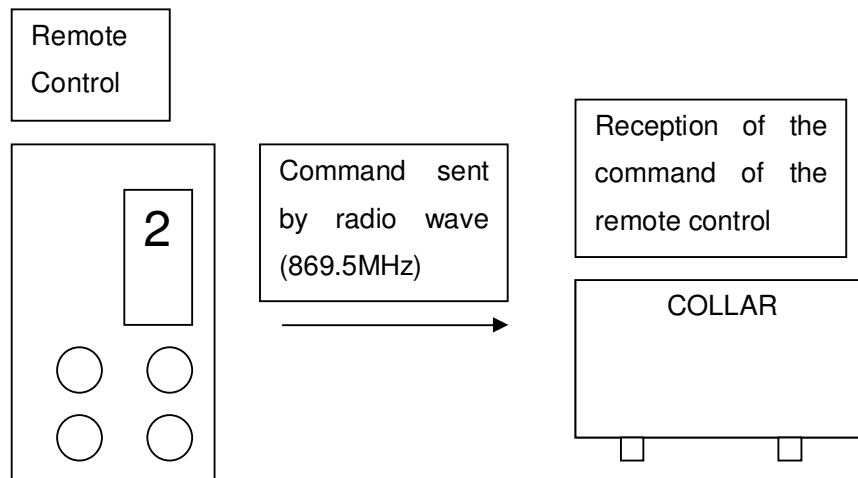 Remote
Control
2
Command sent
by radio wave
(869.5MHz)
Reception of the
command of the
remote control
COLLAR